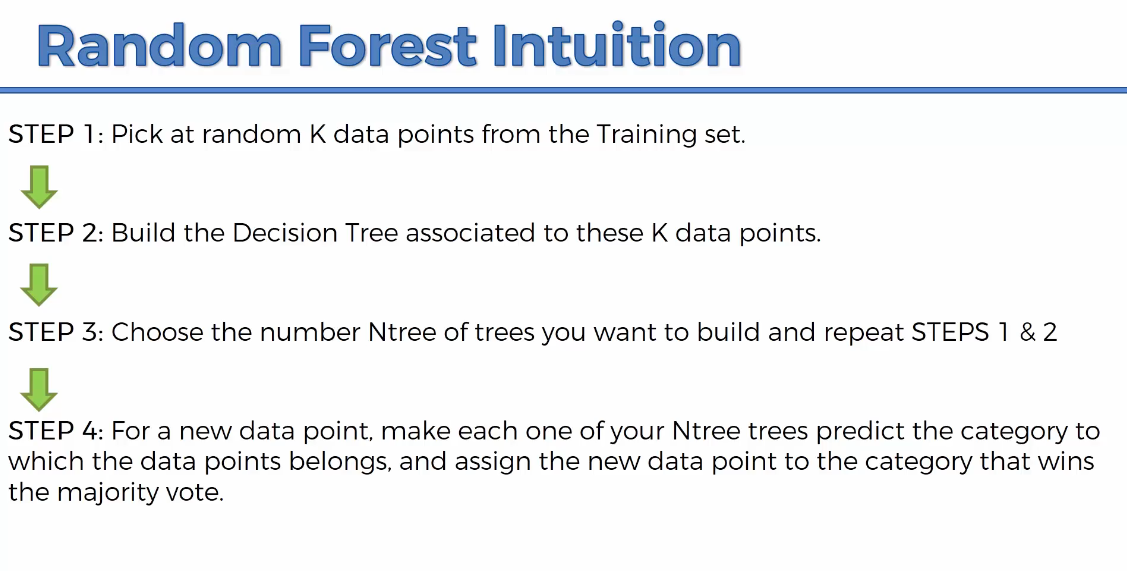 Random Forest Intuition
STEP 1: Pick at random K data points from the Training set.
STEP 2: Build the Decision Tree associated to these K data points.
STEP 3: Choose the number Ntree of trees you want to build and repeat STEPS 1 & 2
STEP 4: For a new data point, make each one of your Ntree trees predict the category to
which the data points belongs, and assign the new data point to the category that wins
the majority vote.